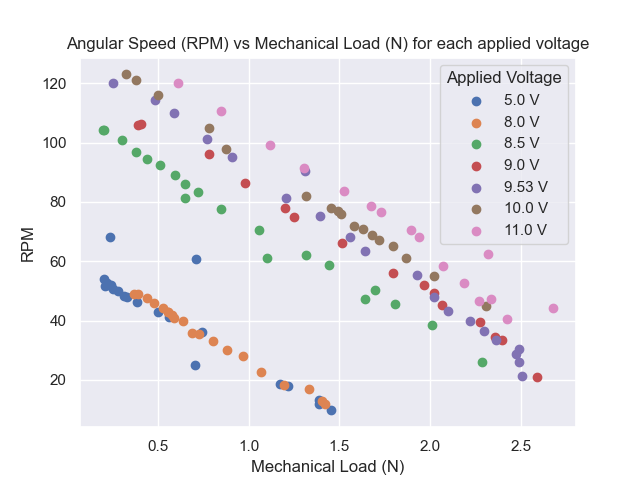 Angular Speed (RPM) vs Mechanical Load (N) for each applied voltage
Applied Voltage
5.0 V
8.0 V
8.5 V
9.0 V
9.53 V
10.0 V
11.0 V
RPM
120
100
80
60
40
20
0.5 1.0 1.5 2.0 2.5
Mechanical Load (N)